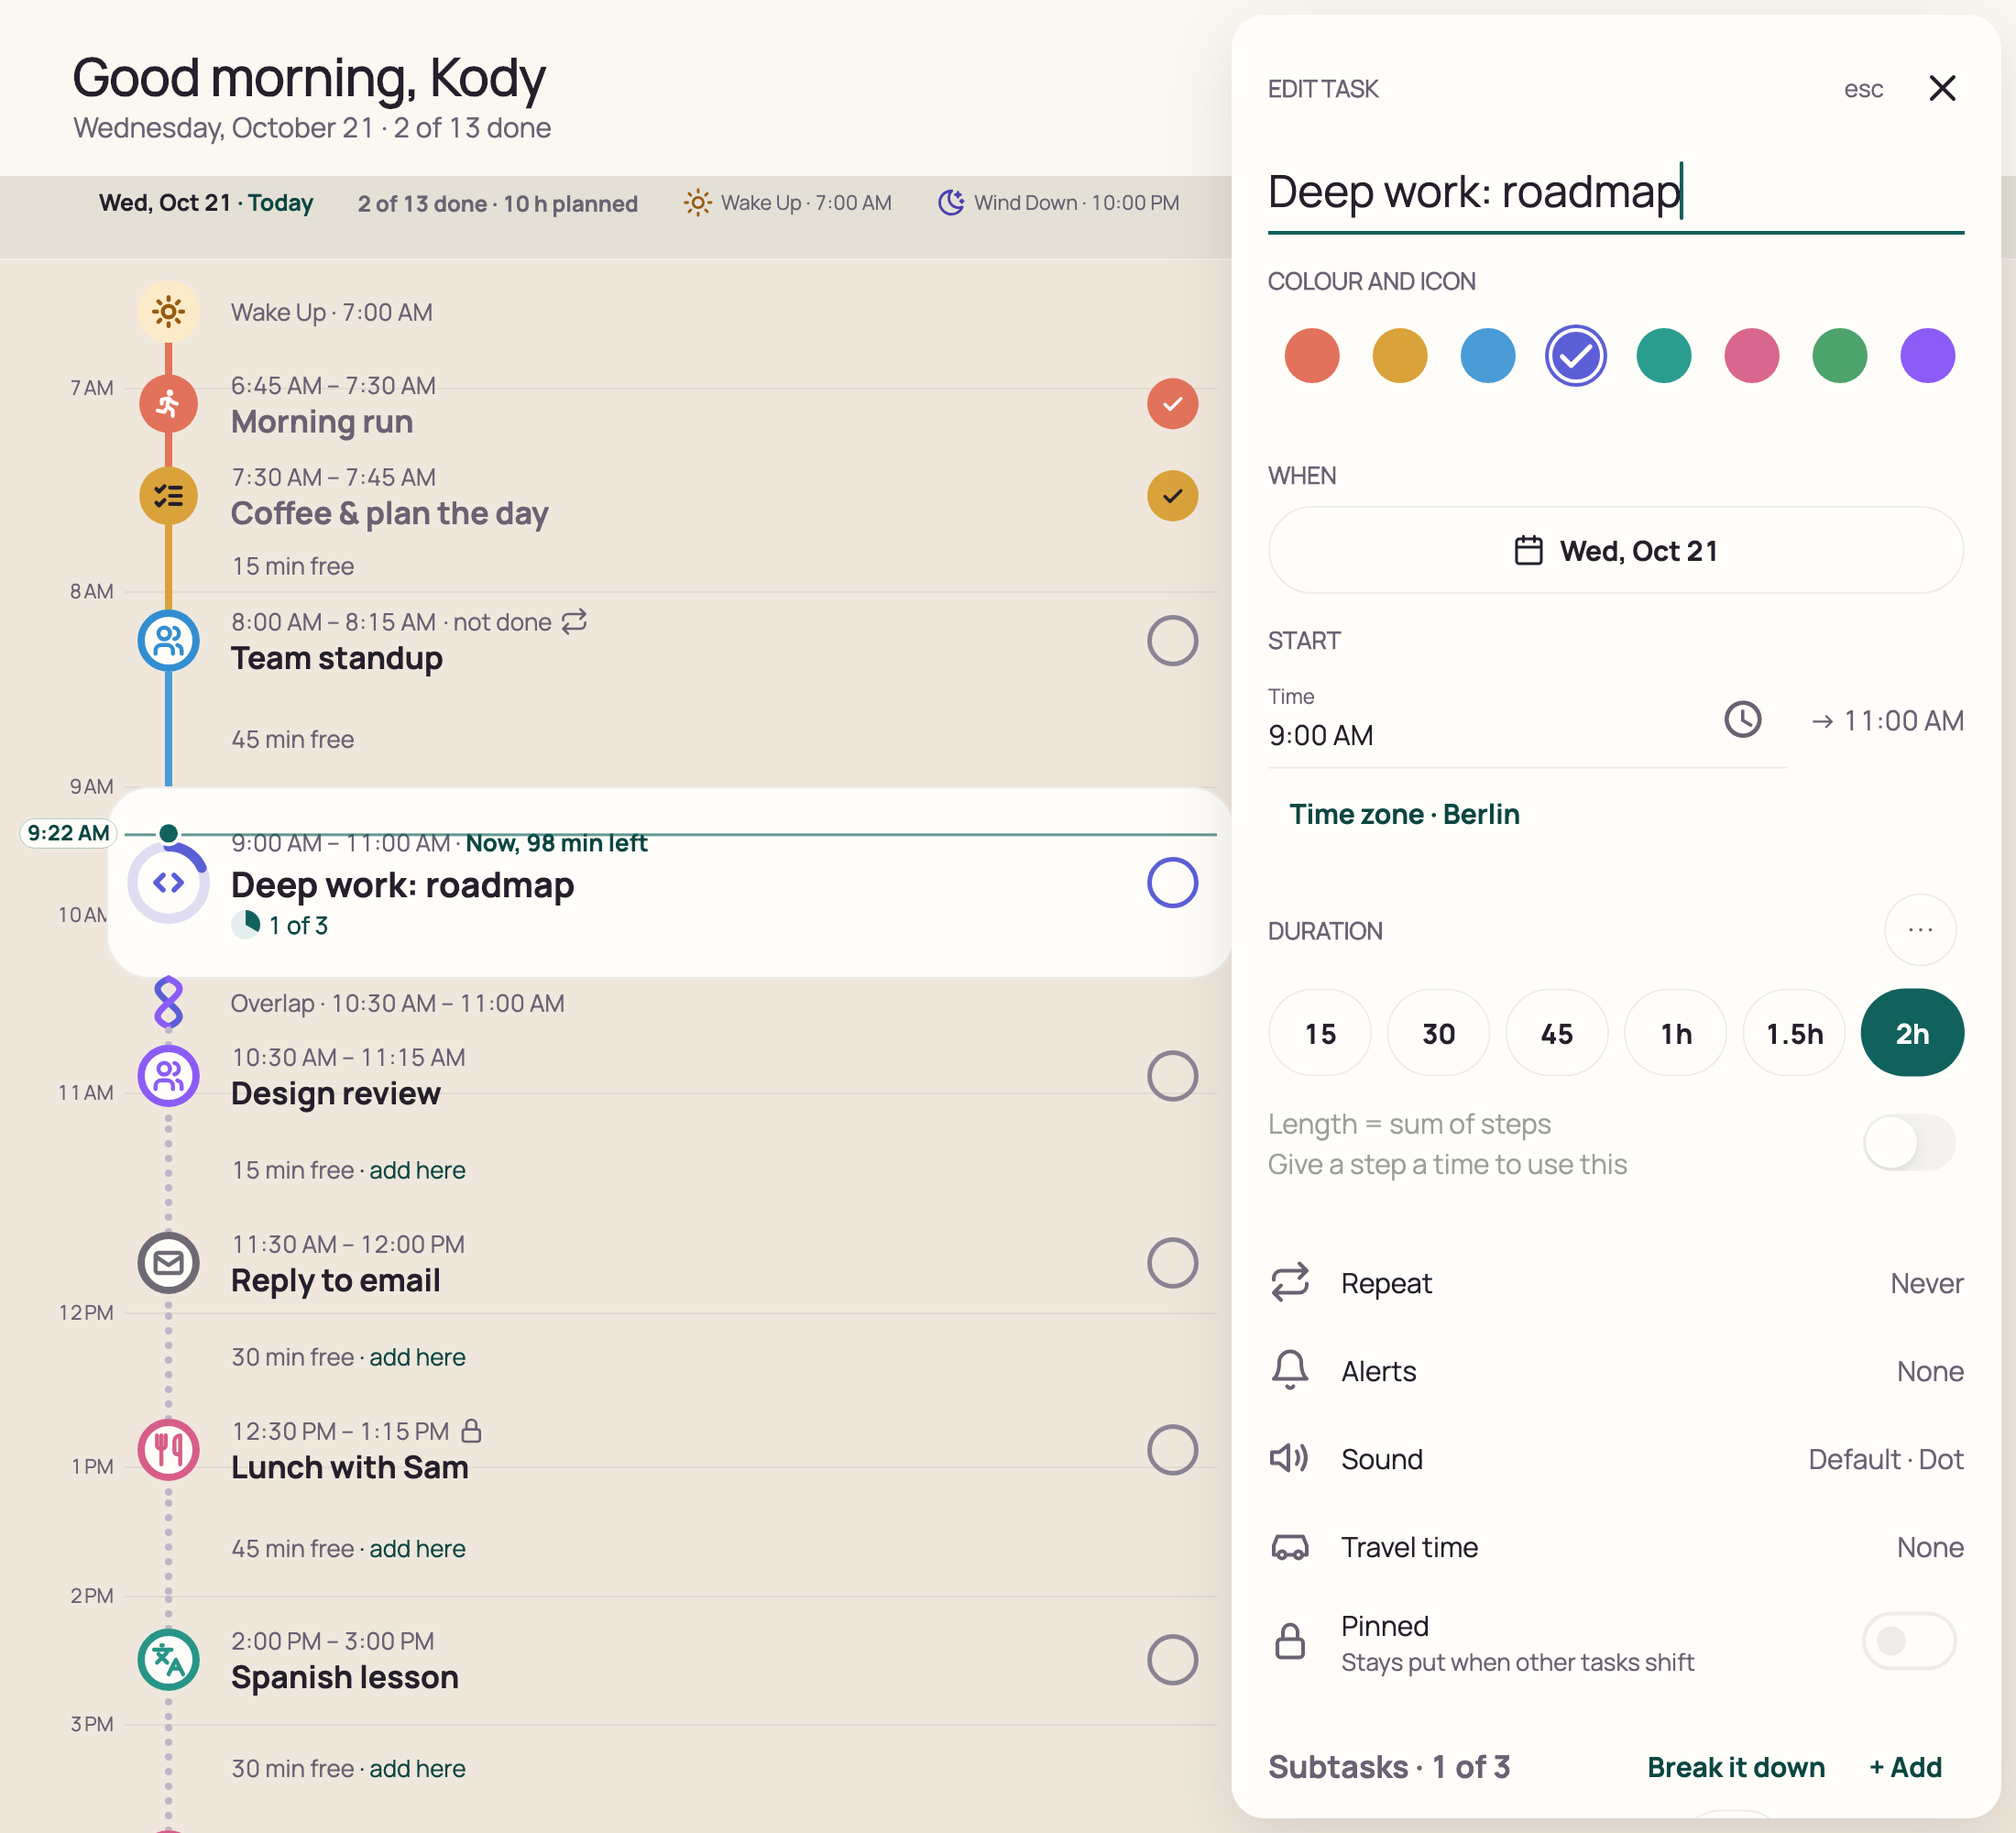 Good morning, Kody
Wednesday, October 21 · 2 of 13 done
Wed, Oct 21 · Today
2 of 13 done · 10 h planned
Wake Up · 7:00 AM
Wind Down · 10:00 PM
Wake Up · 7:00 AM
7 AM
6:45 AM – 7:30 AM
Morning run
7:30 AM – 7:45 AM
Coffee & plan the day
15 min free
8 AM
8:00 AM – 8:15 AM · not done
Team standup
45 min free
9 AM
9:22 AM
9:00 AM – 11:00 AM · Now, 98 min left
Deep work: roadmap
10 AM
1 of 3
Overlap · 10:30 AM – 11:00 AM
10:30 AM – 11:15 AM
11 AM
Design review
15 min free · add here
11:30 AM – 12:00 PM
Reply to email
12 PM
30 min free · add here
12:30 PM – 1:15 PM
1 PM
Lunch with Sam
45 min free · add here
2 PM
2:00 PM – 3:00 PM
Spanish lesson
3 PM
30 min free · add here
EDIT TASK
esc
Deep work: roadmap
COLOUR AND ICON
WHEN
Wed, Oct 21
START
Time
9:00 AM
→ 11:00 AM
Time zone · Berlin
DURATION
···
15
30
45
1h
1.5h
2h
Length = sum of steps
Give a step a time to use this
Repeat
Never
Alerts
None
Sound
Default · Dot
Travel time
None
Pinned
Stays put when other tasks shift
Subtasks · 1 of 3
Break it down
+ Add